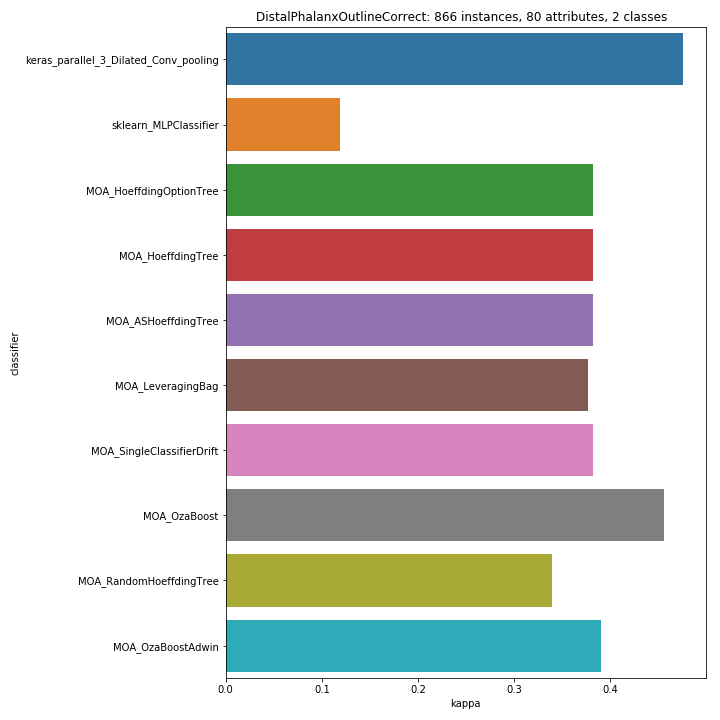 DistalPhalanxOutlineCorrect: 866 instances, 80 attributes, 2 classes
keras_parallel_3_Dilated_Conv_pooling
sklearn_MLPClassifier
MOA_HoeffdingOptionTree
MOA_HoeffdingTree
MOA_ASHoeffdingTree
classifier
MOA_LeveragingBag
MOA_SingleClassifierDrift
MOA_OzaBoost
MOA_RandomHoeffdingTree
MOA_OzaBoostAdwin
0.0 0.1 0.2 0.3 0.4
kappa